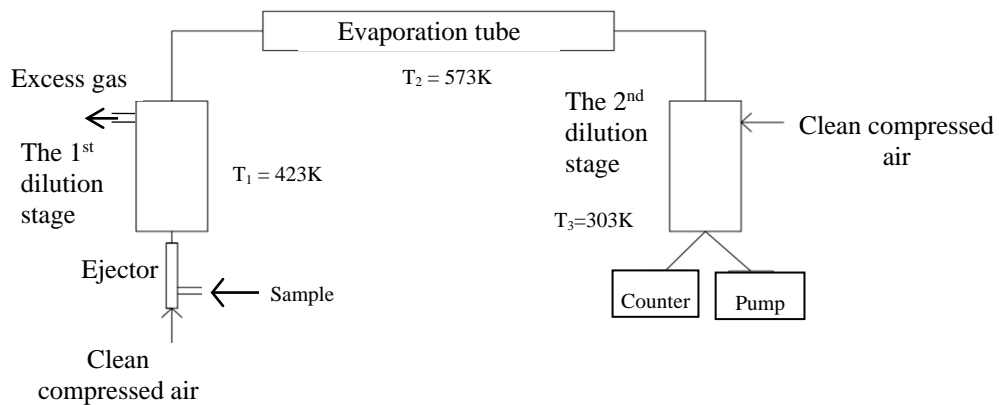 Evaporation tube
T2 = 573K
Excess gas
The 1st
dilution
stage
T1 = 423K
The 2nd
dilution
stage
Clean compressed
air
T3=303K
Ejector
Sample
Counter
Pump
Clean
compressed air